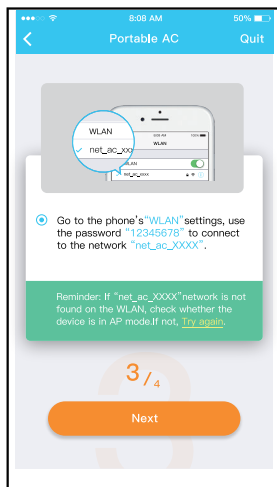 8:08 AM 50%
Portable AC Quit
WLAN
net_ac_xxx
WLAN
WLAN
net_ac_xxxx
Go to the phone's“WLAN”settings, use
the password “12345678” to connect
to the network “net_ac_XXXX”.
Reminder: If “net_ac_XXXX”network is not
found on the WLAN, check whether the
device is in AP mode.If not, Try again.
3/4
Next